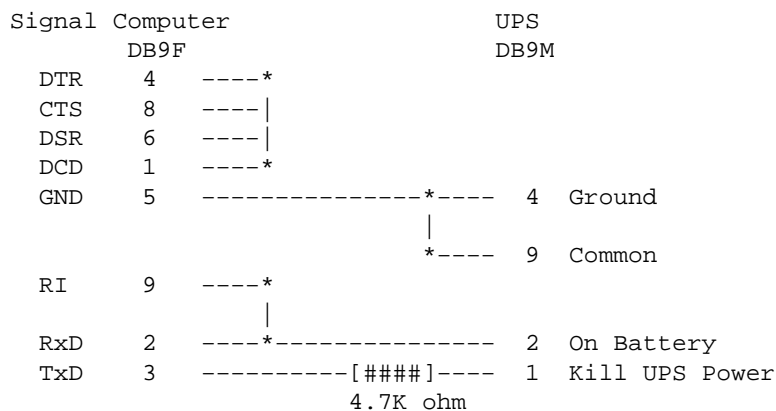 Signal Computer                        UPS
         DB9F                          DB9M
  DTR     4    ----*
  CTS     8    ----|
  DSR     6    ----|
  DCD     1    ----*
  GND     5    ---------------*----  4  Ground
                              |
                              *----  9  Common
  RI      9    ----*
                   |
  RxD     2    ----*---------------  2  On Battery
  TxD     3    ----------[####]----  1  Kill UPS Power
                         4.7K ohm